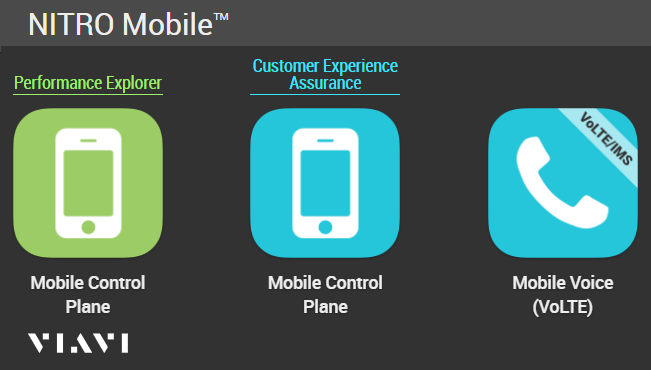 NITRO Mobile™
Performance Explorer
Customer Experience
Assurance
VoLTE/IMS
Mobile Control
Plane
Mobile Control
Plane
Mobile Voice
(VoLTE)
VIAVI